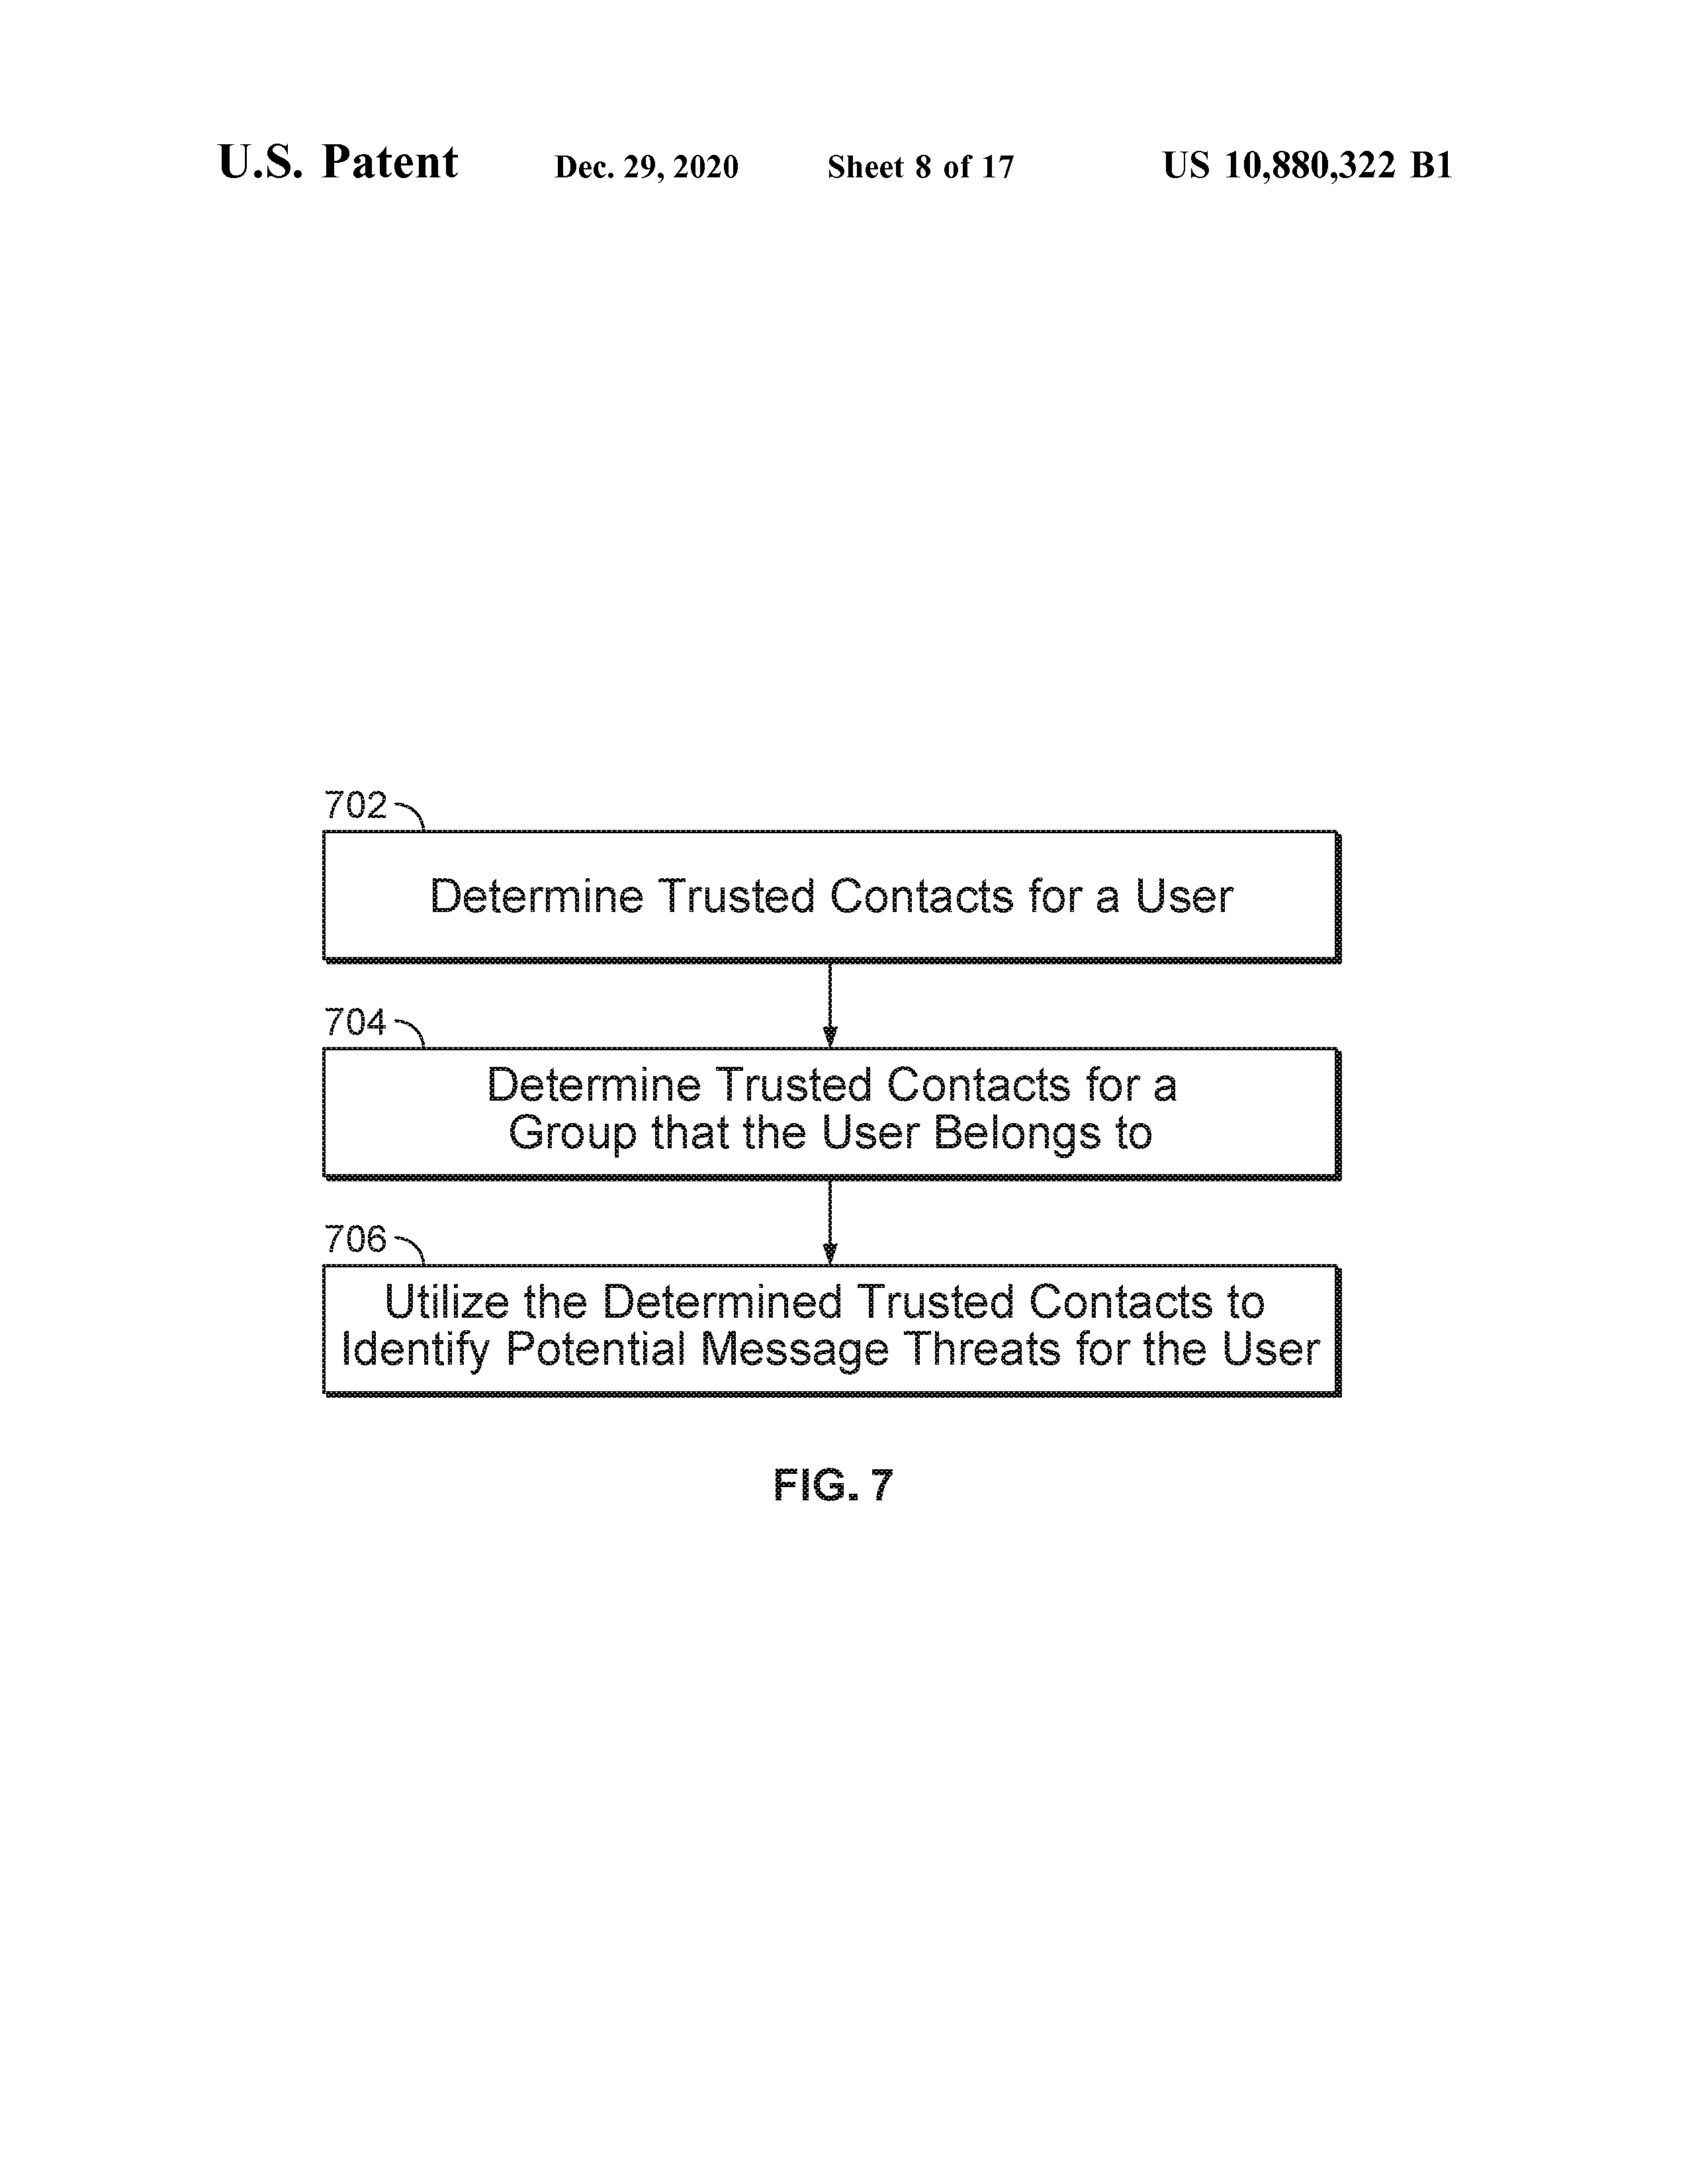 U.S. Patent Dec. 29, 2020 Sheet 8 of 17 US 10,880,322 B1
702
Determine Trusted Contacts for a User
704
Determine Trusted Contacts for a
Group that the User Belongs to
706
Utilize the Determined Trusted Contacts to
Identify Potential Message Threats for the User
FIG. 7